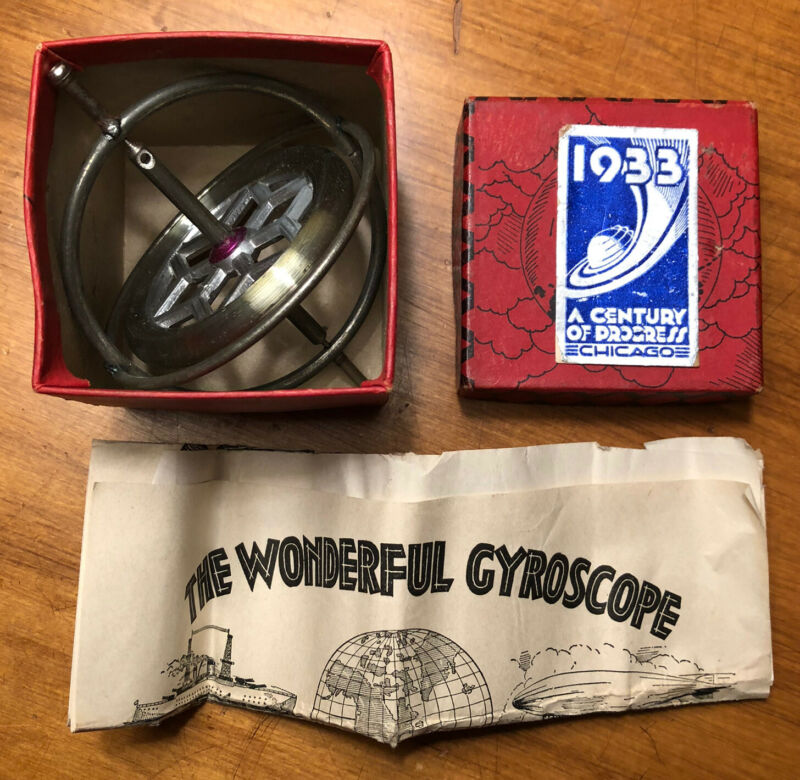 1933
A CENTURY
OF PROGRESS
CHICAGO
THE WONDERFUL GYROSCOPE